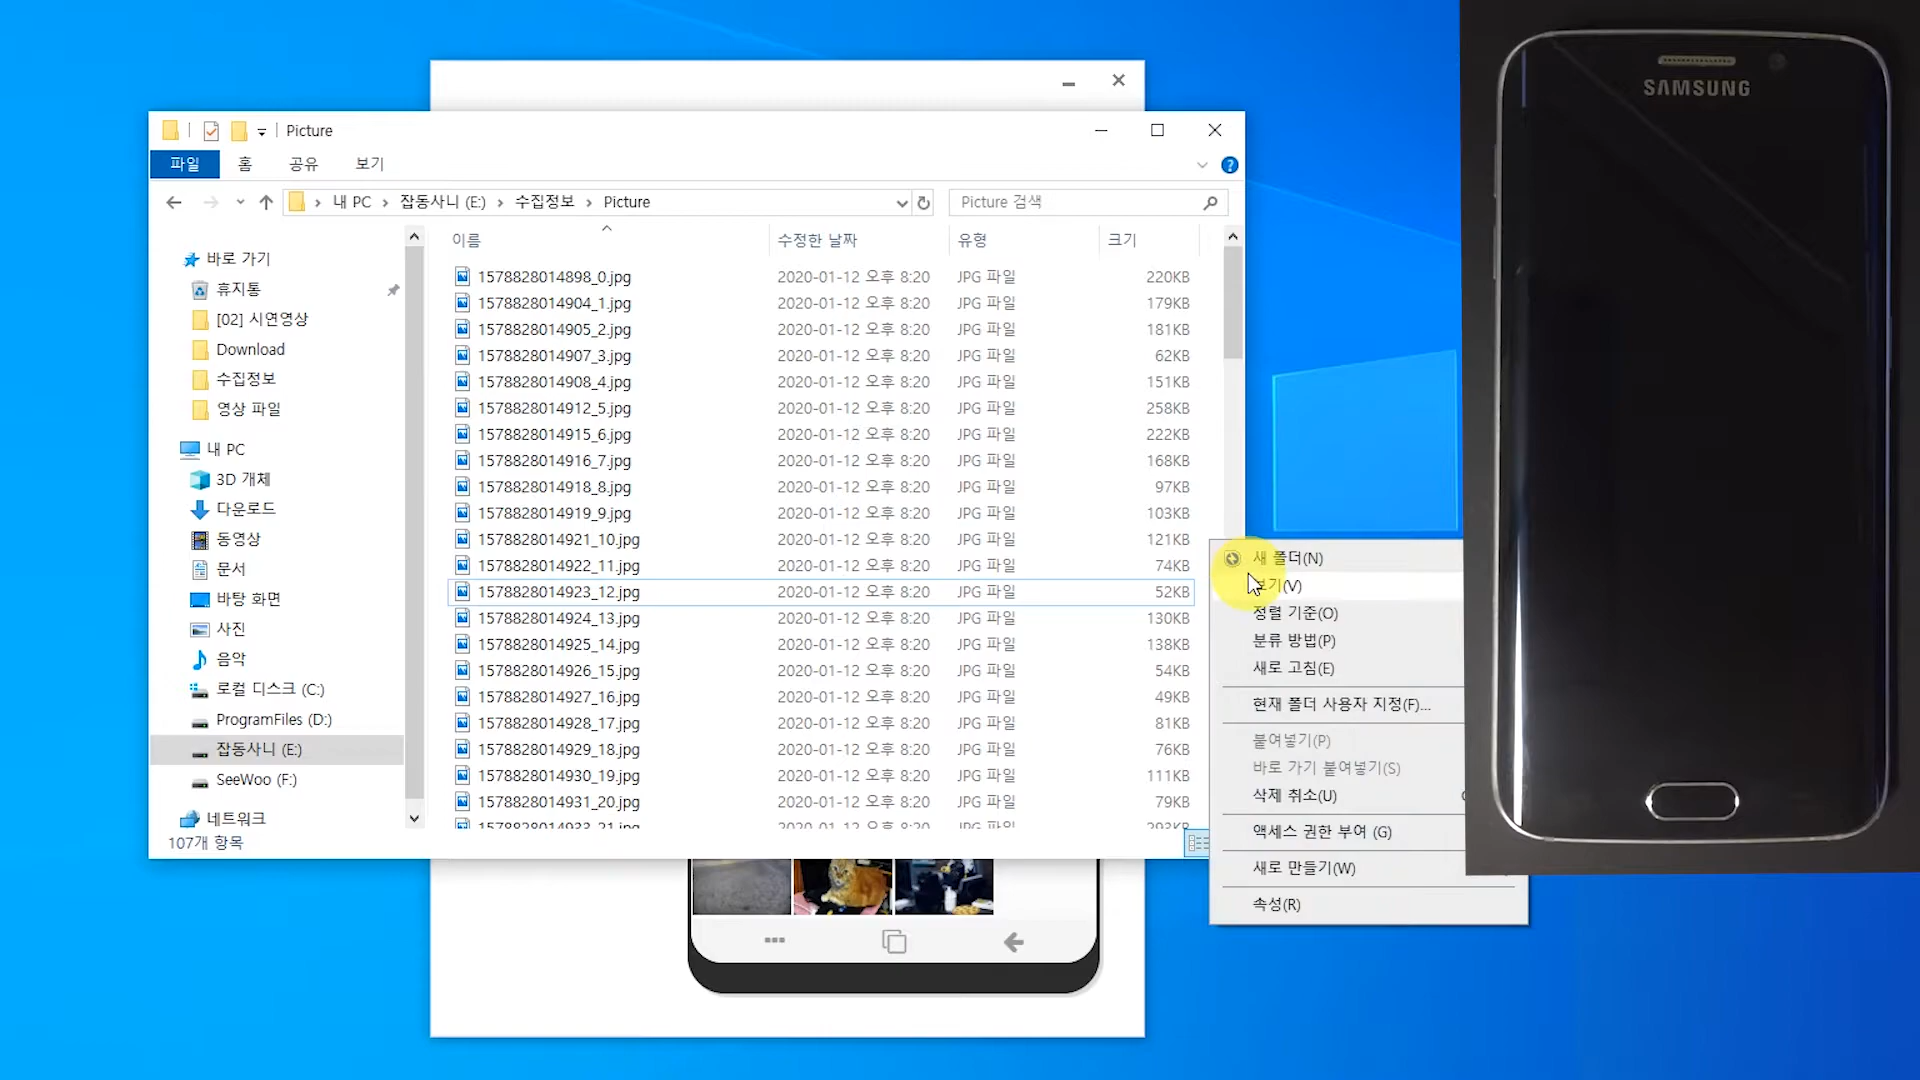 Picture
파일 홈 공유 보기
내 PC 잡동사니 (E:) 수집정보 Picture
Picture 검색
이름 수정한 날짜 유형 크기
바로 가기
휴지통
[02] 시연영상
Download
수집정보
영상 파일
내 PC
3D 개체
다운로드
동영상
문서
바탕 화면
사진
음악
로컬 디스크 (C:)
ProgramFiles (D:)
잡동사니 (E:)
SeeWoo (F:)
네트워크
107개 항목
1578828014898_0.jpg 2020-01-12 오후 8:20 JPG 파일 220KB
1578828014904_1.jpg 2020-01-12 오후 8:20 JPG 파일 179KB
1578828014905_2.jpg 2020-01-12 오후 8:20 JPG 파일 181KB
1578828014907_3.jpg 2020-01-12 오후 8:20 JPG 파일 62KB
1578828014908_4.jpg 2020-01-12 오후 8:20 JPG 파일 151KB
1578828014912_5.jpg 2020-01-12 오후 8:20 JPG 파일 258KB
1578828014915_6.jpg 2020-01-12 오후 8:20 JPG 파일 222KB
1578828014916_7.jpg 2020-01-12 오후 8:20 JPG 파일 168KB
1578828014918_8.jpg 2020-01-12 오후 8:20 JPG 파일 97KB
1578828014919_9.jpg 2020-01-12 오후 8:20 JPG 파일 103KB
1578828014921_10.jpg 2020-01-12 오후 8:20 JPG 파일 121KB
1578828014922_11.jpg 2020-01-12 오후 8:20 JPG 파일 74KB
1578828014923_12.jpg 2020-01-12 오후 8:20 JPG 파일 52KB
1578828014924_13.jpg 2020-01-12 오후 8:20 JPG 파일 130KB
1578828014925_14.jpg 2020-01-12 오후 8:20 JPG 파일 138KB
1578828014926_15.jpg 2020-01-12 오후 8:20 JPG 파일 54KB
1578828014927_16.jpg 2020-01-12 오후 8:20 JPG 파일 49KB
1578828014928_17.jpg 2020-01-12 오후 8:20 JPG 파일 81KB
1578828014929_18.jpg 2020-01-12 오후 8:20 JPG 파일 76KB
1578828014930_19.jpg 2020-01-12 오후 8:20 JPG 파일 111KB
1578828014931_20.jpg 2020-01-12 오후 8:20 JPG 파일 79KB
1578828014933_21.jpg 2020-01-12 오후 8:20 JPG 파일 293KB
새 폴더(N)
보기(V)
정렬 기준(O)
분류 방법(P)
새로 고침(E)
현재 폴더 사용자 지정(F)...
붙여넣기(P)
바로 가기 붙여넣기(S)
삭제 취소(U)
액세스 권한 부여 (G)
새로 만들기(W)
속성(R)
SAMSUNG